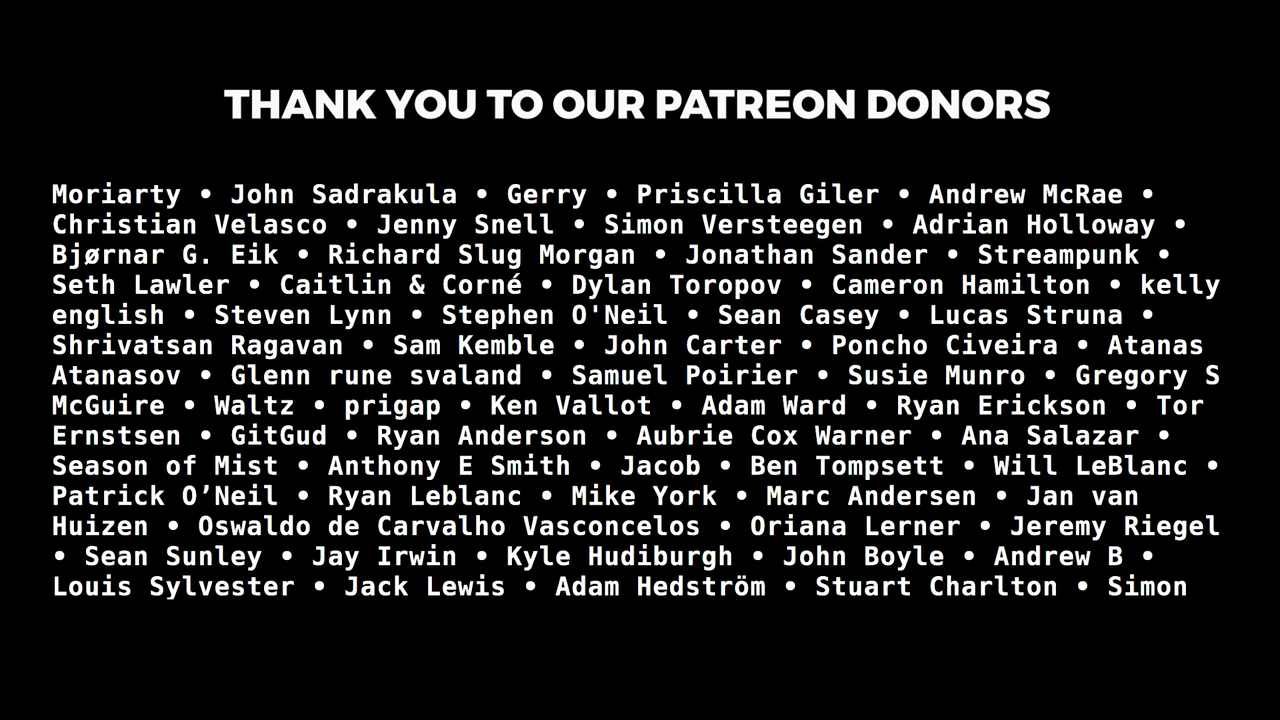 THANK YOU TO OUR PATREON DONORS
Moriarty • John Sadrakula • Gerry • Priscilla Giler • Andrew McRae •
Christian Velasco • Jenny Snell • Simon Versteegen • Adrian Holloway •
Bjørnar G. Eik • Richard Slug Morgan • Jonathan Sander • Streampunk •
Seth Lawler • Caitlin & Corné • Dylan Toropov • Cameron Hamilton • kelly
english • Steven Lynn • Stephen O'Neil • Sean Casey • Lucas Struna •
Shrivatsan Ragavan • Sam Kemble • John Carter • Poncho Civeira • Atanas
Atanasov • Glenn rune svaland • Samuel Poirier • Susie Munro • Gregory S
McGuire • Waltz • prigap • Ken Vallot • Adam Ward • Ryan Erickson • Tor
Ernstsen • GitGud • Ryan Anderson • Aubrie Cox Warner • Ana Salazar •
Season of Mist • Anthony E Smith • Jacob • Ben Tompsett • Will LeBlanc •
Patrick O’Neil • Ryan Leblanc • Mike York • Marc Andersen • Jan van
Huizen • Oswaldo de Carvalho Vasconcelos • Oriana Lerner • Jeremy Riegel
• Sean Sunley • Jay Irwin • Kyle Hudiburgh • John Boyle • Andrew B •
Louis Sylvester • Jack Lewis • Adam Hedström • Stuart Charlton • Simon